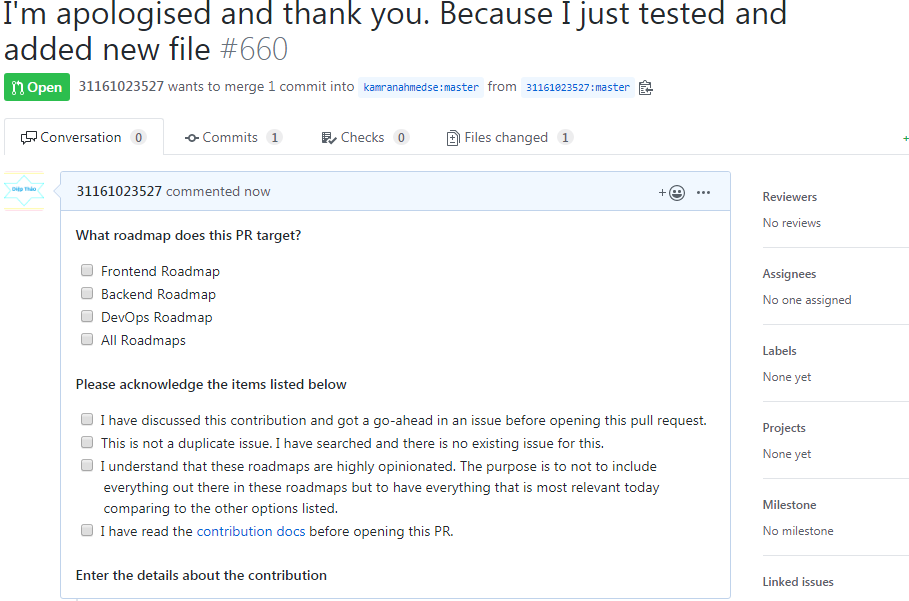 I'm apologised and thank you. Because I just tested and
added new file #660
Open 31161023527 wants to merge 1 commit into kamranahmedse:master from 31161023527:master
Conversation 0 Commits 1 Checks 0 Files changed 1
Diệp Thảo
31161023527 commented now
What roadmap does this PR target?
Frontend Roadmap
Backend Roadmap
DevOps Roadmap
All Roadmaps
Please acknowledge the items listed below
I have discussed this contribution and got a go-ahead in an issue before opening this pull request.
This is not a duplicate issue. I have searched and there is no existing issue for this.
I understand that these roadmaps are highly opinionated. The purpose is to not to include
everything out there in these roadmaps but to have everything that is most relevant today
comparing to the other options listed.
I have read the contribution docs before opening this PR.
Enter the details about the contribution
Reviewers
No reviews
Assignees
No one assigned
Labels
None yet
Projects
None yet
Milestone
No milestone
Linked issues